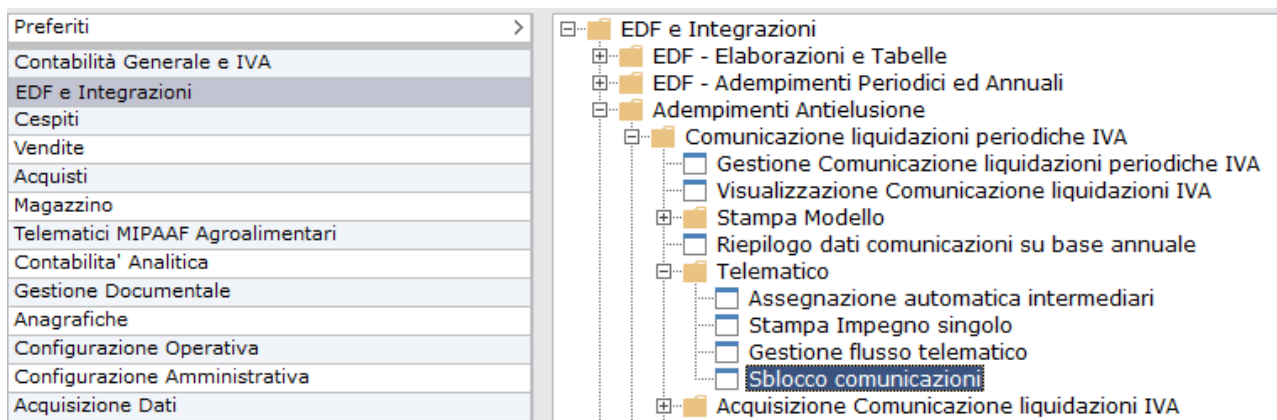 Preferiti >
Contabilità Generale e IVA
EDF e Integrazioni
Cespiti
Vendite
Acquisti
Magazzino
Telematici MIPAAF Agroalimentari
Contabilita' Analitica
Gestione Documentale
Anagrafiche
Configurazione Operativa
Configurazione Amministrativa
Acquisizione Dati
EDF e Integrazioni
EDF - Elaborazioni e Tabelle
EDF - Adempimenti Periodici ed Annuali
Adempimenti Antielusione
Comunicazione liquidazioni periodiche IVA
Gestione Comunicazione liquidazioni periodiche IVA
Visualizzazione Comunicazione liquidazioni IVA
Stampa Modello
Riepilogo dati comunicazioni su base annuale
Telematico
Assegnazione automatica intermediari
Stampa Impegno singolo
Gestione flusso telematico
Sblocco comunicazioni
Acquisizione Comunicazione liquidazioni IVA